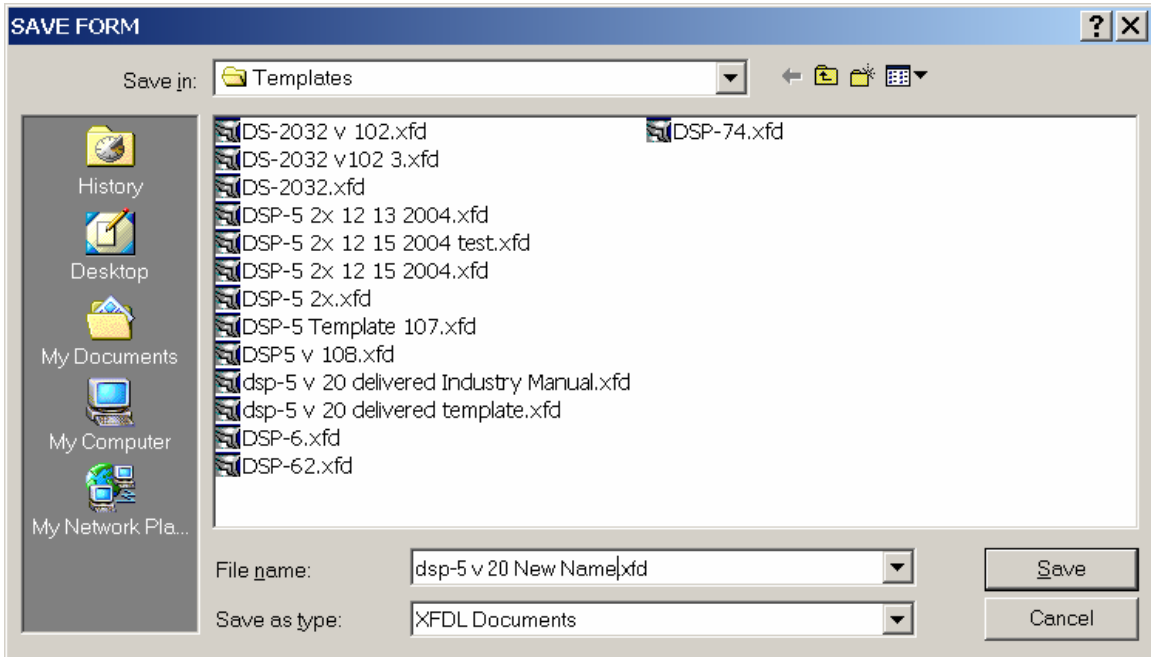 SAVE FORM
Save in: Templates
History
Desktop
My Documents
My Computer
My Network Pla...
DS-2032 v 102.xfd
DS-2032 v102 3.xfd
DS-2032.xfd
DSP-5 2x 12 13 2004.xfd
DSP-5 2x 12 15 2004 test.xfd
DSP-5 2x 12 15 2004.xfd
DSP-5 2x.xfd
DSP-5 Template 107.xfd
DSP5 v 108.xfd
dsp-5 v 20 delivered Industry Manual.xfd
dsp-5 v 20 delivered template.xfd
DSP-6.xfd
DSP-62.xfd
DSP-74.xfd
File name: dsp-5 v 20 New Name.xfd
Save
Save as type: XFDL Documents
Cancel